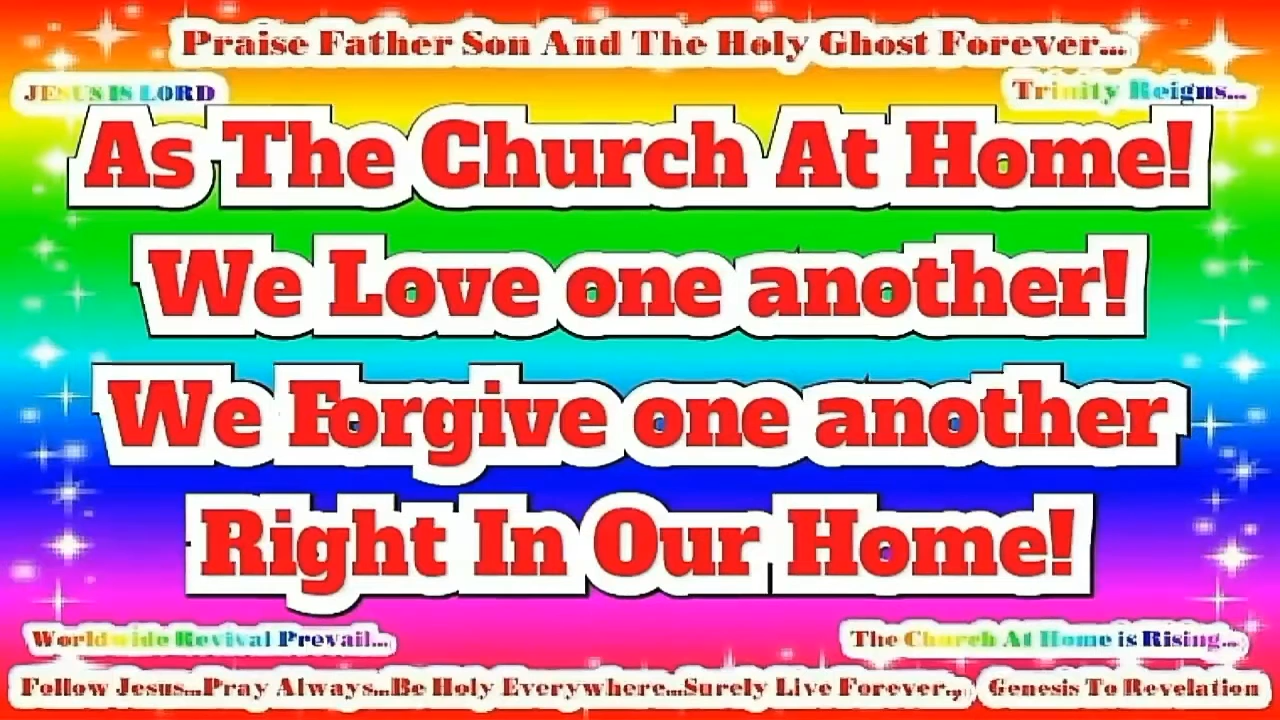 Praise Father Son And The Holy Ghost Forever...
JESUS IS LORD
Trinity Reigns...
As The Church At Home!
We Love one another!
We Forgive one another
Right In Our Home!
Worldwide Revival Prevail...
The Church At Home is Rising...
Follow Jesus...Pray Always...Be Holy Everywhere...Surely Live Forever.,,
Genesis To Revelation